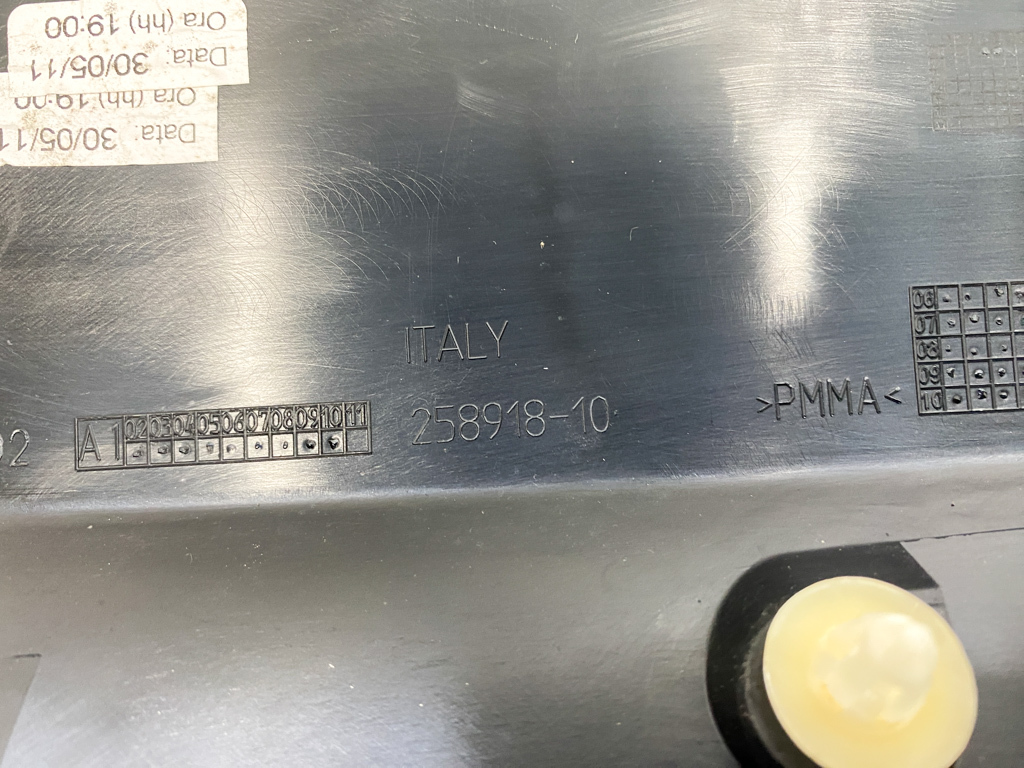 Ora (hh) 19:00
Data: 30/05/11
Ora (hh) 19:00
Data: 30/05/11
ITALY
258918-10
A1 02 03 04 05 06 07 08 09 10 11
>PMMA<
06
07
08
09
10